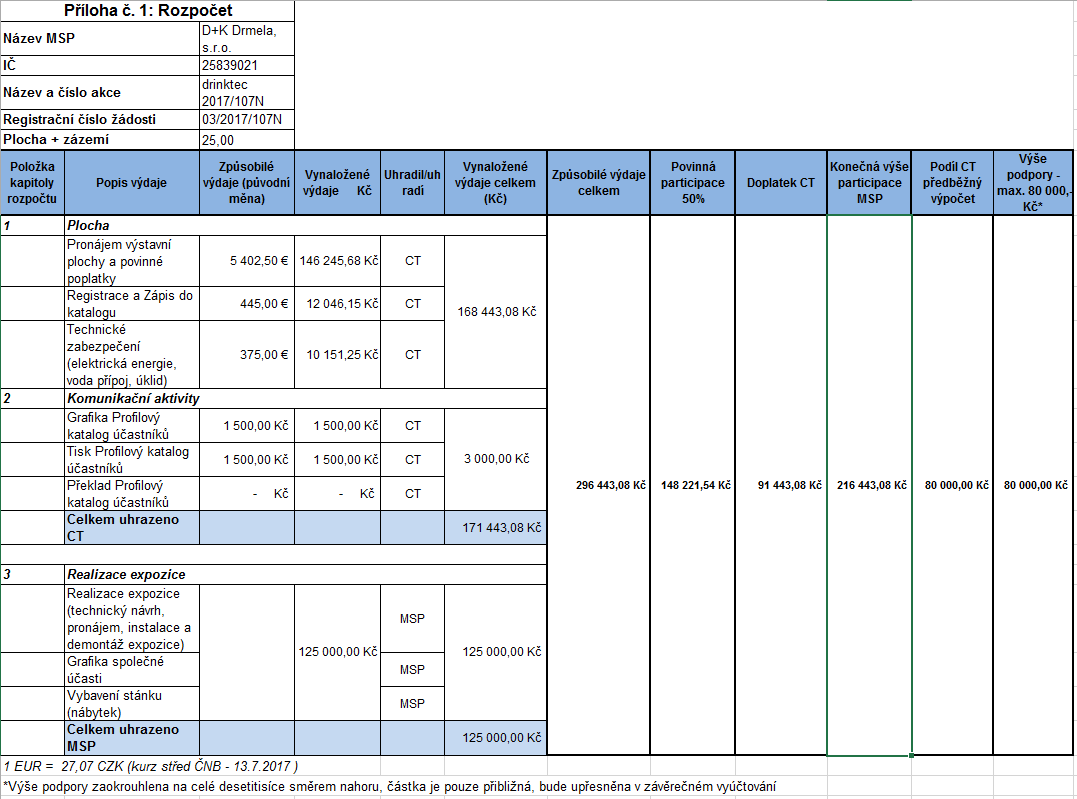 Příloha č. 1: Rozpočet
Název MSP
D+K Drmela,
s.r.o.
IČ
25839021
Název a číslo akce
drinktec
2017/107N
Registrační číslo žádosti
03/2017/107N
Plocha + zázemí
25,00
Položka
kapitoly
rozpočtu
Popis výdaje
Způsobilé
výdaje (původní
měna)
Vynaložené
výdaje Kč
Uhradil/uh
radí
Vynaložené
výdaje celkem
(Kč)
Způsobilé výdaje
celkem
Povinná
participace
50%
Doplatek CT
Konečná výše
participace
MSP
Podíl CT
předběžný
výpočet
Výše
podpory -
max. 80 000,-
Kč*
1 Plocha
Pronájem výstavní
plochy a povinné
poplatky
5 402,50 € 146 245,68 Kč CT
Registrace a Zápis do
katalogu
445,00 € 12 046,15 Kč CT
168 443,08 Kč
Technické
zabezpečení
(elektrická energie,
voda přípoj, úklid)
375,00 € 10 151,25 Kč CT
2 Komunikační aktivity
Grafika Profilový
katalog účastníků
1 500,00 Kč 1 500,00 Kč CT
Tisk Profilový katalog
účastníků
1 500,00 Kč 1 500,00 Kč CT
3 000,00 Kč
Překlad Profilový
katalog účastníků
- Kč - Kč CT
296 443,08 Kč 148 221,54 Kč 91 443,08 Kč 216 443,08 Kč 80 000,00 Kč 80 000,00 Kč
Celkem uhrazeno
CT
171 443,08 Kč
3 Realizace expozice
Realizace expozice
(technický návrh,
pronájem, instalace a
demontáž expozice)
MSP
125 000,00 Kč
125 000,00 Kč
Grafika společné
účasti
MSP
Vybavení stánku
(nábytek)
MSP
Celkem uhrazeno
MSP
125 000,00 Kč
1 EUR = 27,07 CZK (kurz střed ČNB - 13.7.2017 )
*Výše podpory zaokrouhlena na celé desetitisíce směrem nahoru, částka je pouze přibližná, bude upřesněna v závěrečném vyúčtování